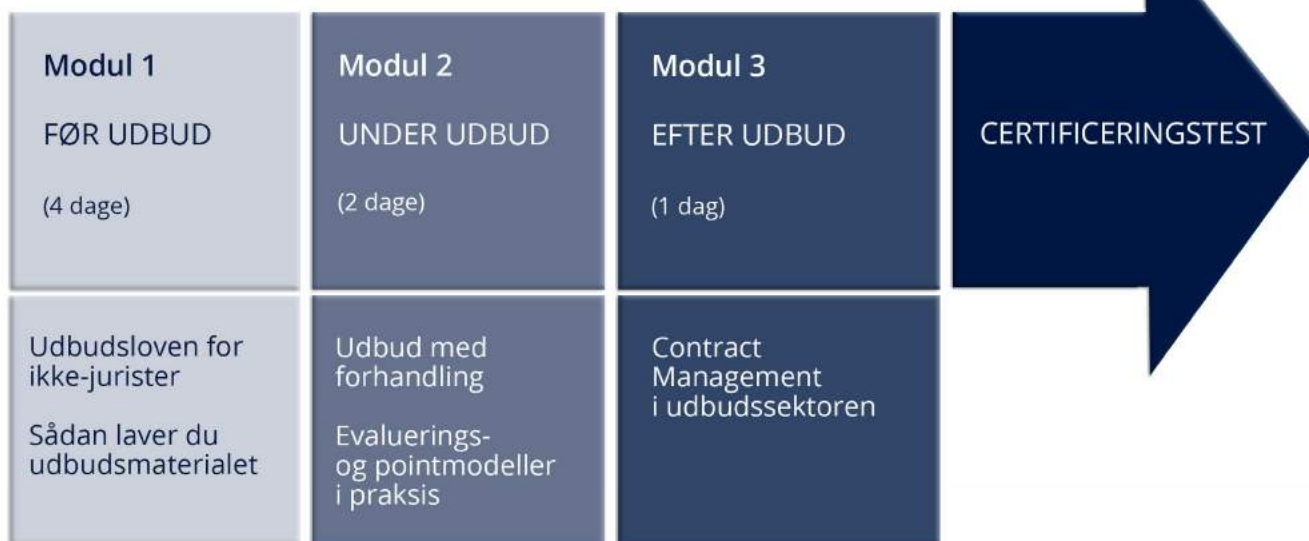 Modul 1
FØR UDBUD
(4 dage)
Modul 2
UNDER UDBUD
(2 dage)
Modul 3
EFTER UDBUD
(1 dag)
CERTIFICERINGSTEST
Udbudsloven for
ikke-jurister
Sådan laver du
udbudsmaterialet
Udbud med
forhandling
Evaluerings-
og pointmodeller
i praksis
Contract
Management
i udbudssektoren